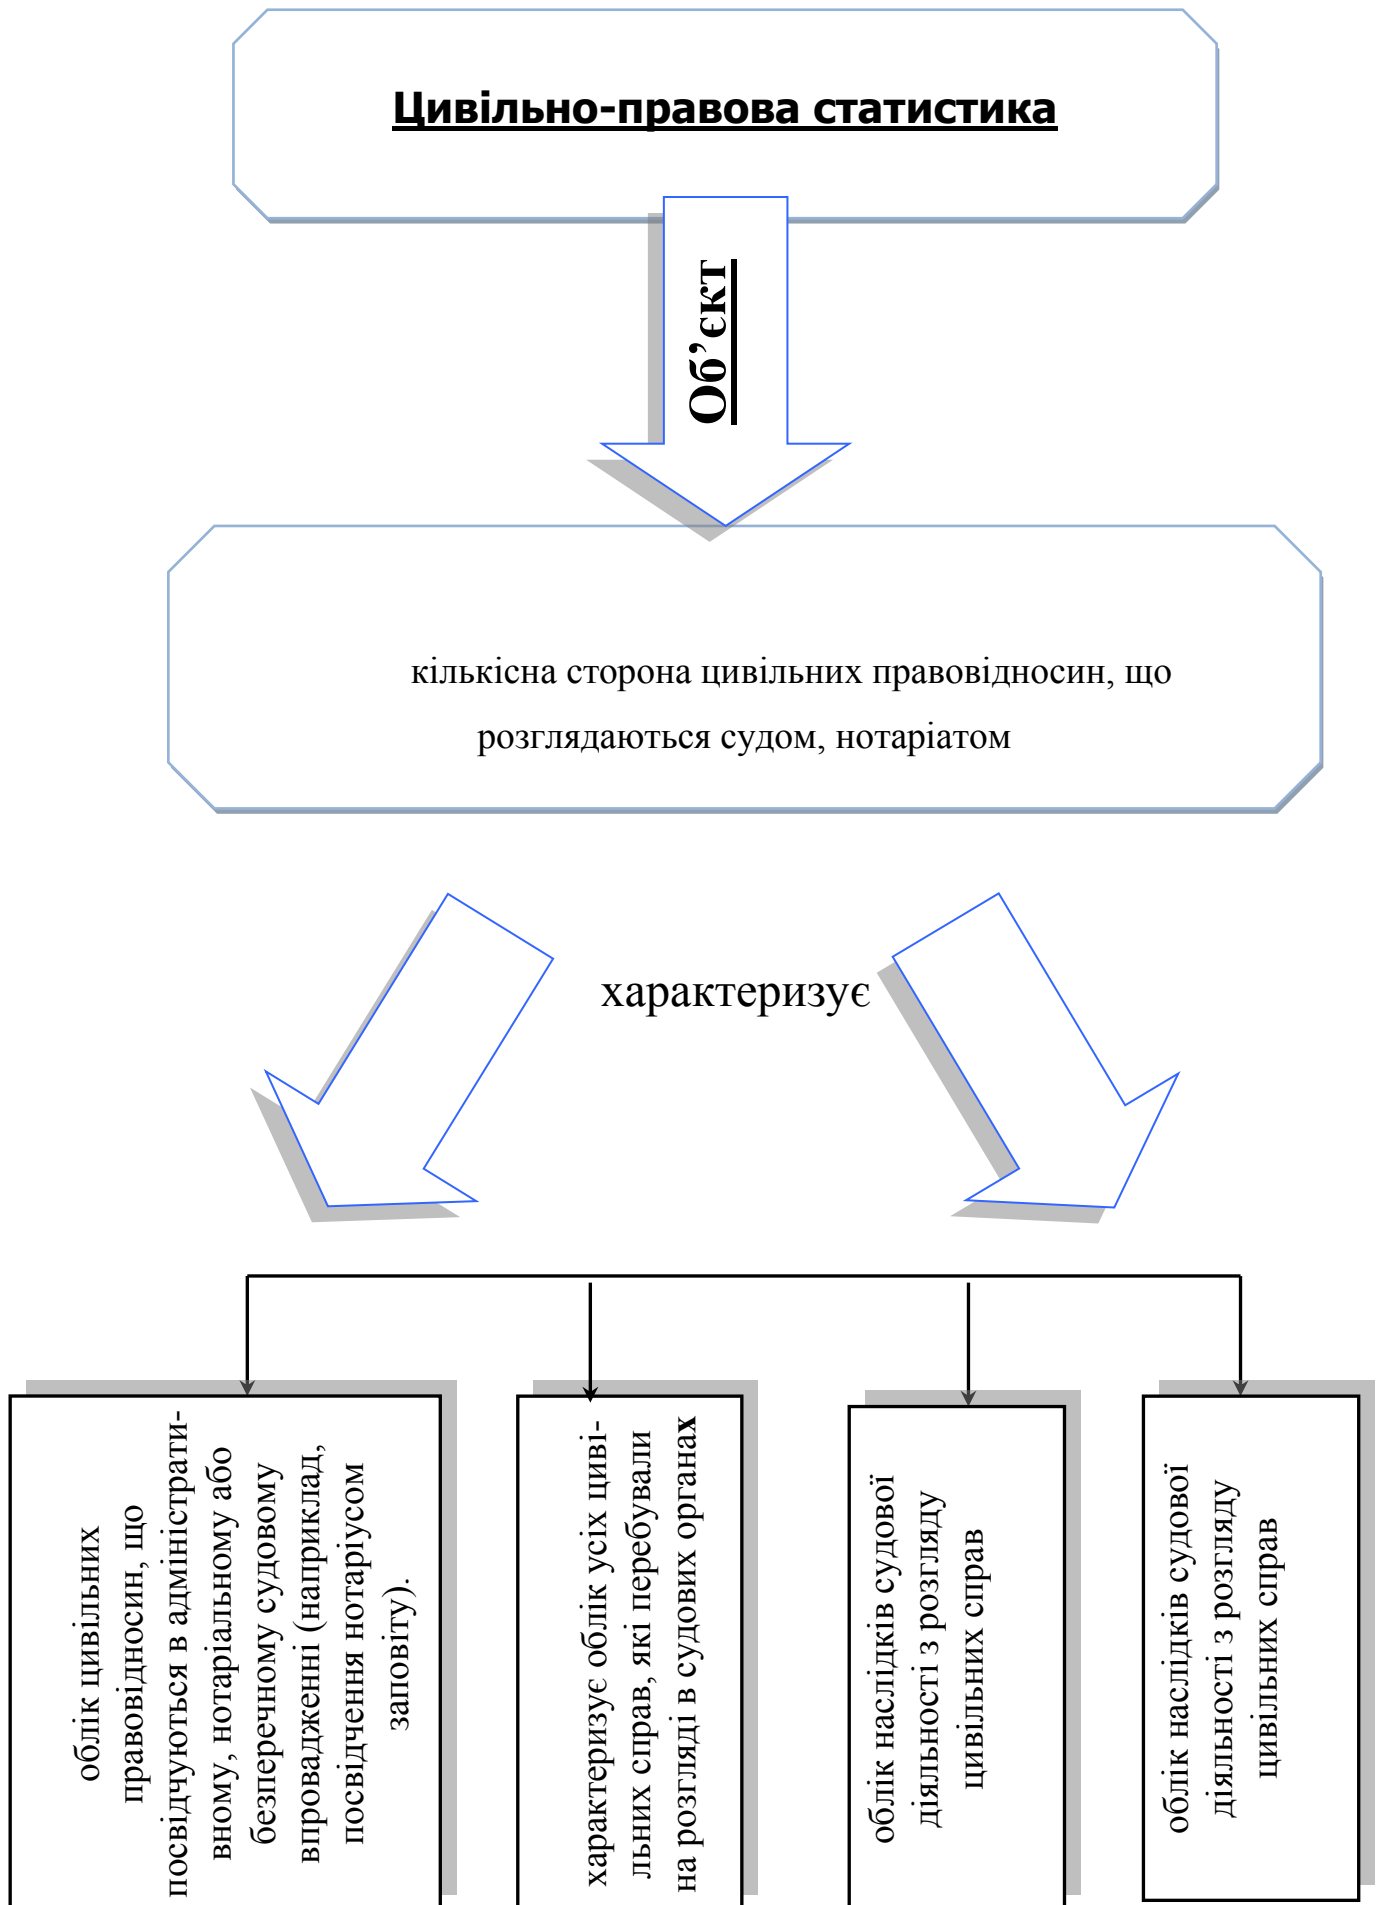 Цивільно-правова статистика
Об’єкт
кількісна сторона цивільних правовідносин, що
розглядаються судом, нотаріатом
характеризує
облік цивільних
правовідносин, що
посвідчуються в адміністрати-
вному, нотаріальному або
безперечному судовому
впровадженні (наприклад,
посвідчення нотаріусом
заповіту).
характеризує облік усіх циві-
льних справ, які перебували
на розгляді в судових органах
облік наслідків судової
діяльності з розгляду
цивільних справ
облік наслідків судової
діяльності з розгляду
цивільних справ